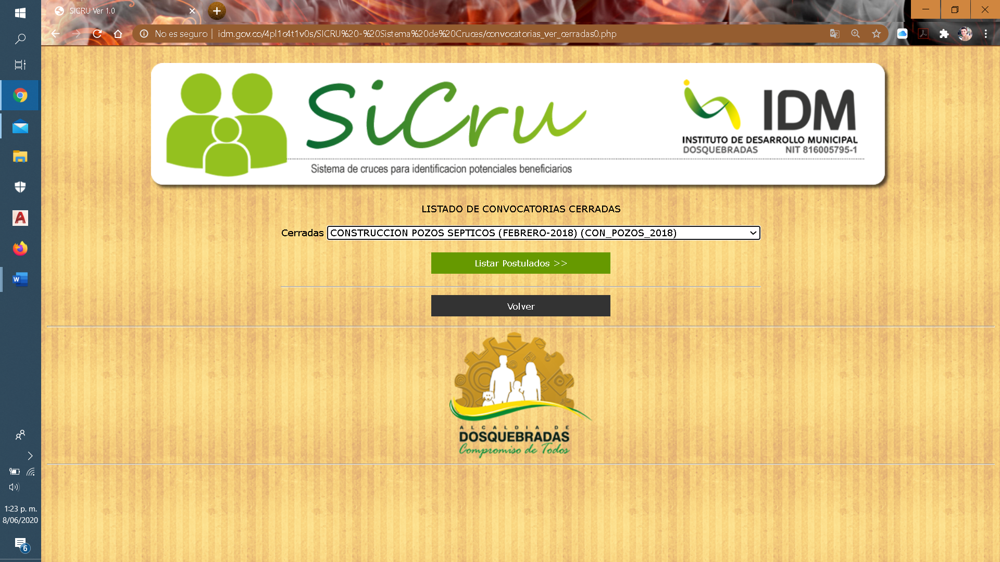 SICRU Ver 1.0
No es seguro | idm.gov.co/4pl1c4t1v0s/SICRU%20-%20Sistema%20de%20Cruces/convocatorias_ver_cerradas0.php
SiCru
IDM
INSTITUTO DE DESARROLLO MUNICIPAL
DOSQUEBRADAS NIT 816005795-1
Sistema de cruces para identificacion potenciales beneficiarios
LISTADO DE CONVOCATORIAS CERRADAS
Cerradas CONSTRUCCION POZOS SEPTICOS (FEBRERO-2018) (CON_POZOS_2018)
Listar Postulados >>
Volver
ALCALDIA DE
DOSQUEBRADAS
Compromiso de Todos
1:23 p. m.
8/06/2020
6